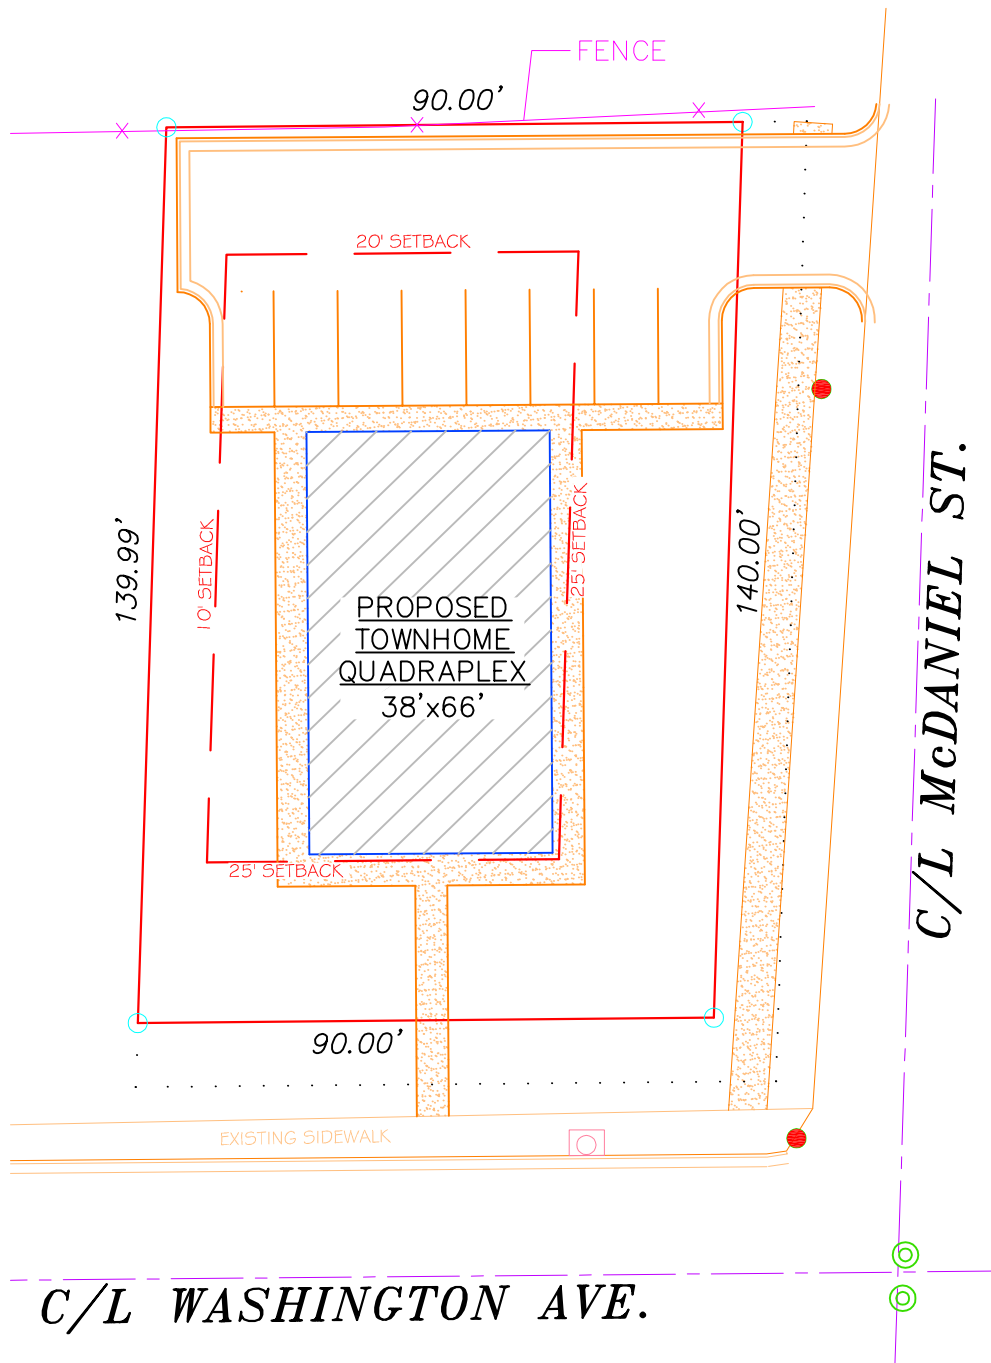 FENCE
90.00'
20' SETBACK
139.99'
10' SETBACK
25' SETBACK
140.00'
PROPOSED
TOWNHOME
QUADRAPLEX
38'x66'
C/L McDANIEL ST.
25' SETBACK
90.00'
EXISTING SIDEWALK
C/L WASHINGTON AVE.